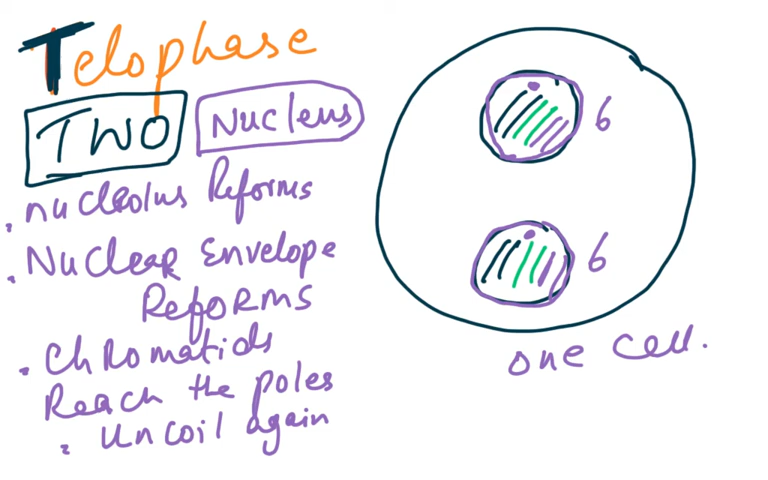 Telophase
TWO Nucleus
. nucleolus Reforms
. Nuclear Envelope
Reforms
. Chromatids
Reach the poles
. Uncoil again
6
6
one cell.